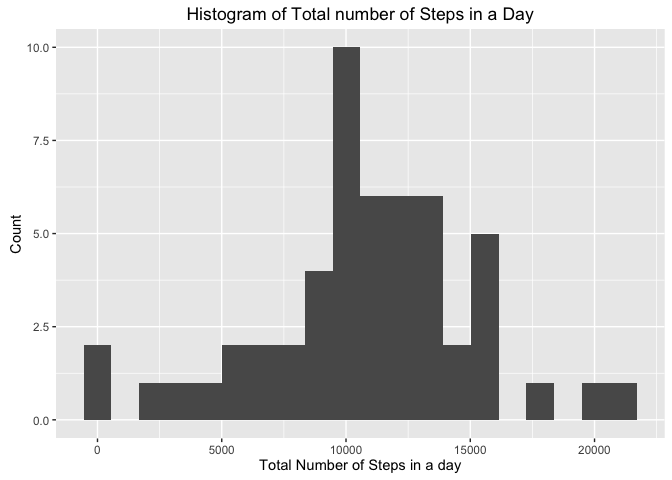 Histogram of Total number of Steps in a Day
10.0
7.5
5.0
2.5
0.0
Count
0 5000 10000 15000 20000
Total Number of Steps in a day